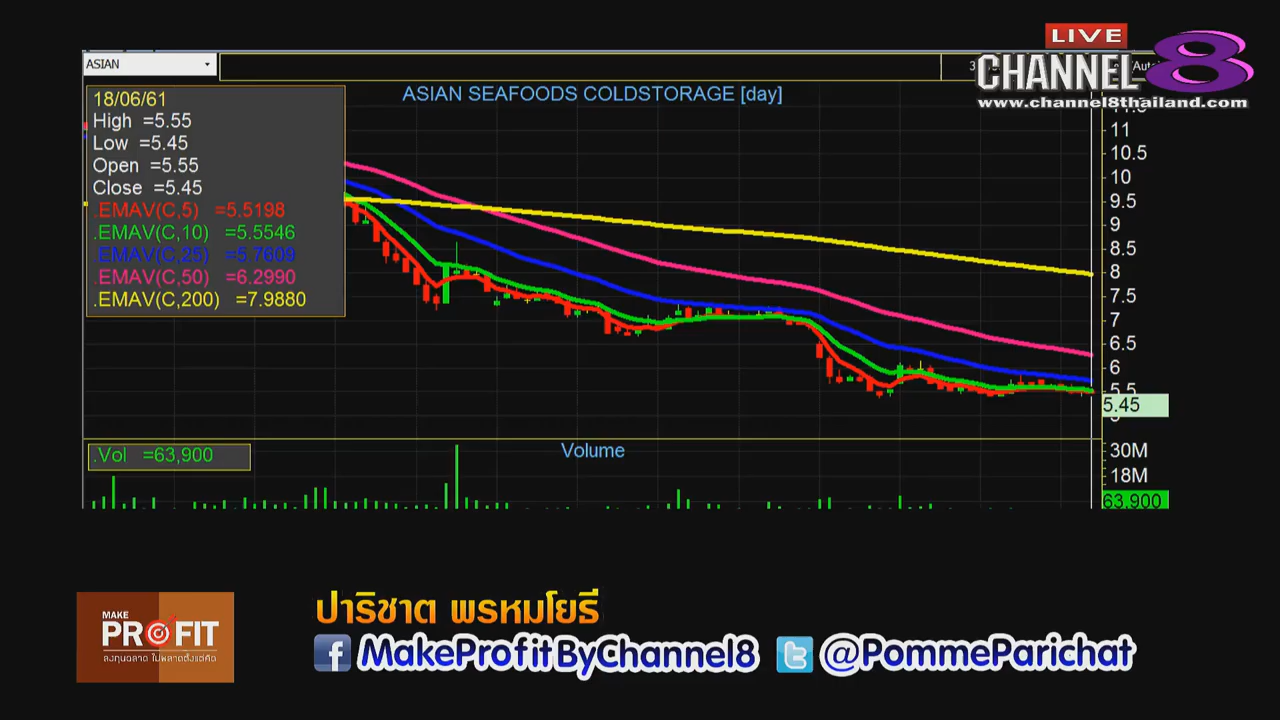 LIVE
CHANNEL 8
www.channel8thailand.com
ASIAN
ASIAN SEAFOODS COLDSTORAGE [day]
18/06/61
High =5.55
Low =5.45
Open =5.55
Close =5.45
.EMAV(C,5) =5.5198
.EMAV(C,10) =5.5546
.EMAV(C,25) =5.7609
.EMAV(C,50) =6.2990
.EMAV(C,200) =7.9880
11
10.5
10
9.5
9
8.5
8
7.5
7
6.5
6
5.5
5.45
.Vol =63,900
Volume
30M
18M
63,900
MAKE
PROFIT
ลงทุนฉลาด ไม่พลาดตั้งแต่คิด
ปาริชาต พรหมโยธี
MakeProfitByChannel8
@PommeParichat